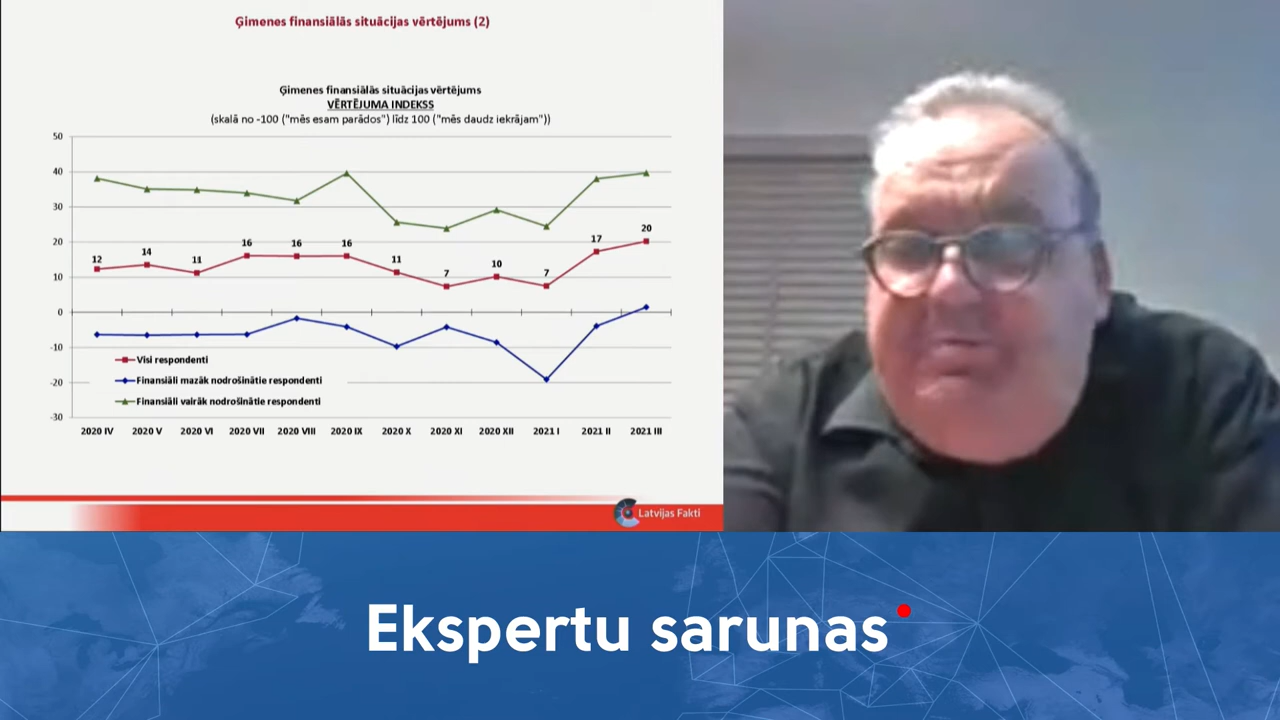 Ģimenes finansiālās situācijas vērtējums (2)
Ģimenes finansiālās situācijas vērtējums
VĒRTĒJUMA INDEKSS
(skalā no -100 ("mēs esam parādos") līdz 100 ("mēs daudz iekrājam"))
50
40
30
20
10
0
-10
-20
-30
12
14
11
16
16
16
11
7
10
7
17
20
Visi respondenti
Finansiāli mazāk nodrošinātie respondenti
Finansiāli vairāk nodrošinātie respondenti
2020 IV 2020 V 2020 VI 2020 VII 2020 VIII 2020 IX 2020 X 2020 XI 2020 XII 2021 I 2021 II 2021 III
Latvijas Fakti
Ekspertu sarunas